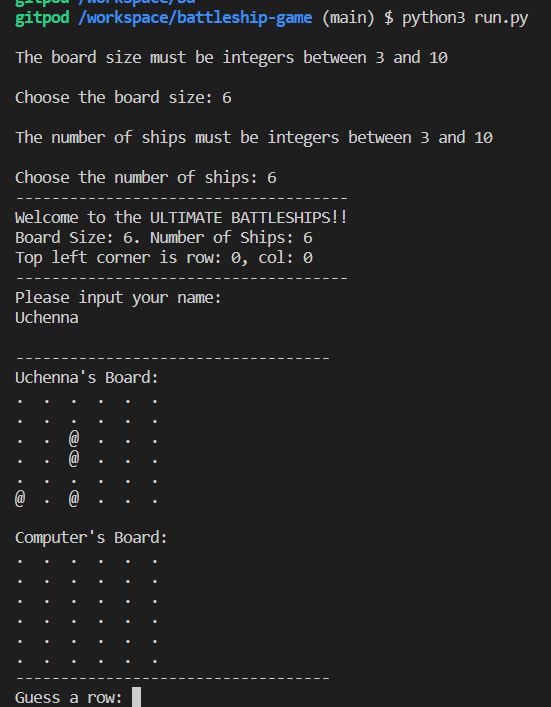 gitpod /workspace/ba
gitpod /workspace/battleship-game (main) $ python3 run.py
The board size must be integers between 3 and 10
Choose the board size: 6
The number of ships must be integers between 3 and 10
Choose the number of ships: 6
------------------------------------
Welcome to the ULTIMATE BATTLESHIPS!!
Board Size: 6. Number of Ships: 6
Top left corner is row: 0, col: 0
------------------------------------
Please input your name:
Uchenna
----------------------------------
Uchenna's Board:
. . . . . .
. . . . . .
. . @ . . .
. . @ . . .
. . . . . .
@ . @ . . .
Computer's Board:
. . . . . .
. . . . . .
. . . . . .
. . . . . .
. . . . . .
. . . . . .
----------------------------------
Guess a row: